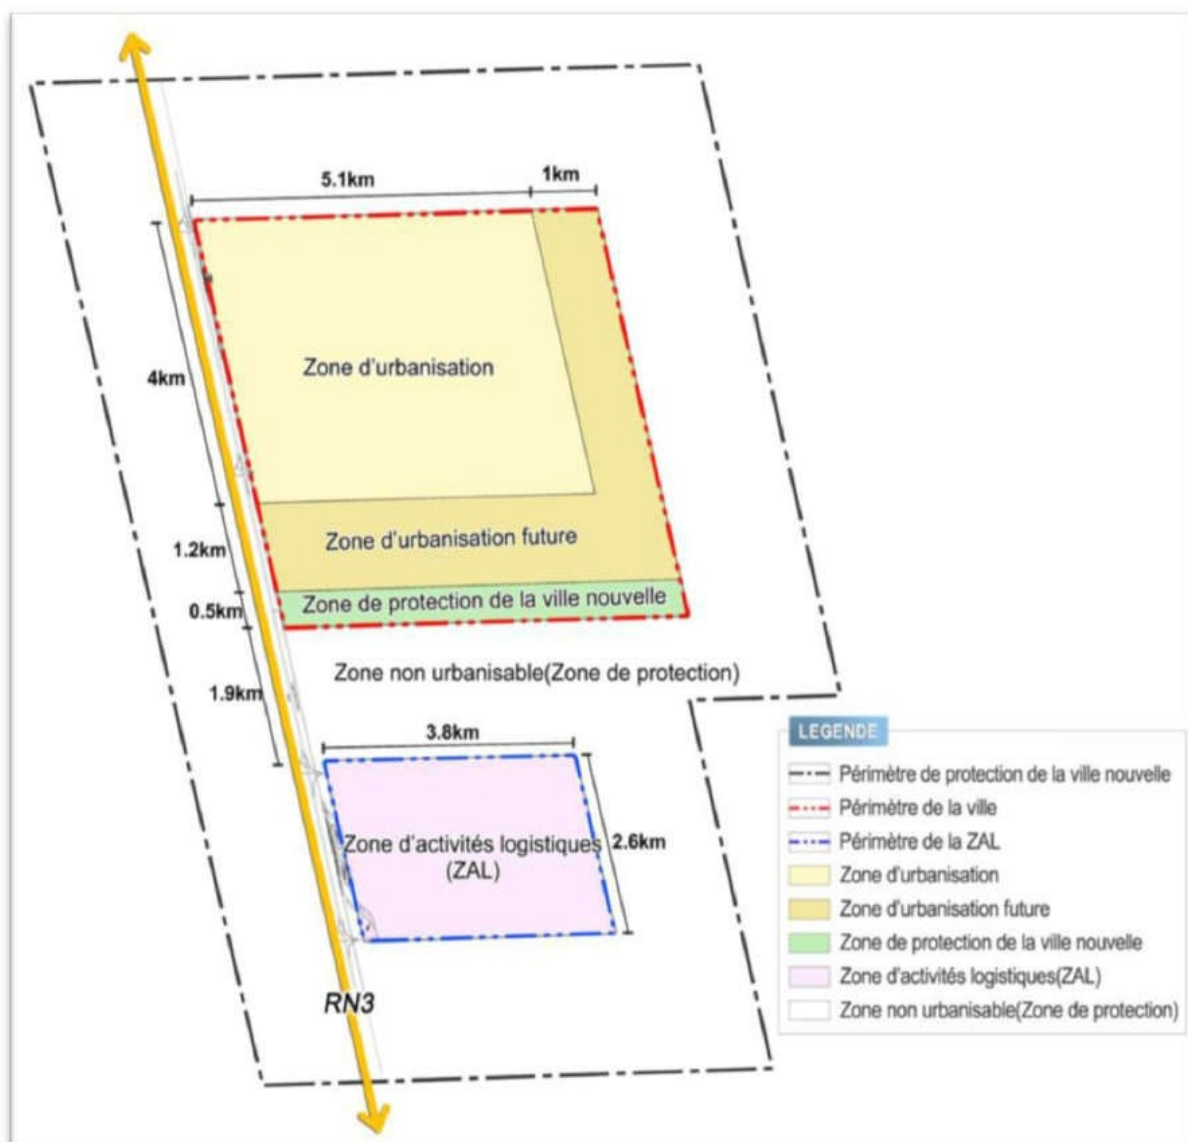 5.1km
1km
Zone d'urbanisation
4km
Zone d'urbanisation future
1.2km
Zone de protection de la ville nouvelle
0.5km
Zone non urbanisable(Zone de protection)
1.9km
3.8km
Zone d'activités logistiques
(ZAL)
2.6km
RN3
LEGENDE
Périmètre de protection de la ville nouvelle
Périmètre de la ville
Périmètre de la ZAL
Zone d'urbanisation
Zone d'urbanisation future
Zone de protection de la ville nouvelle
Zone d'activités logistiques(ZAL)
Zone non urbanisable(Zone de protection)